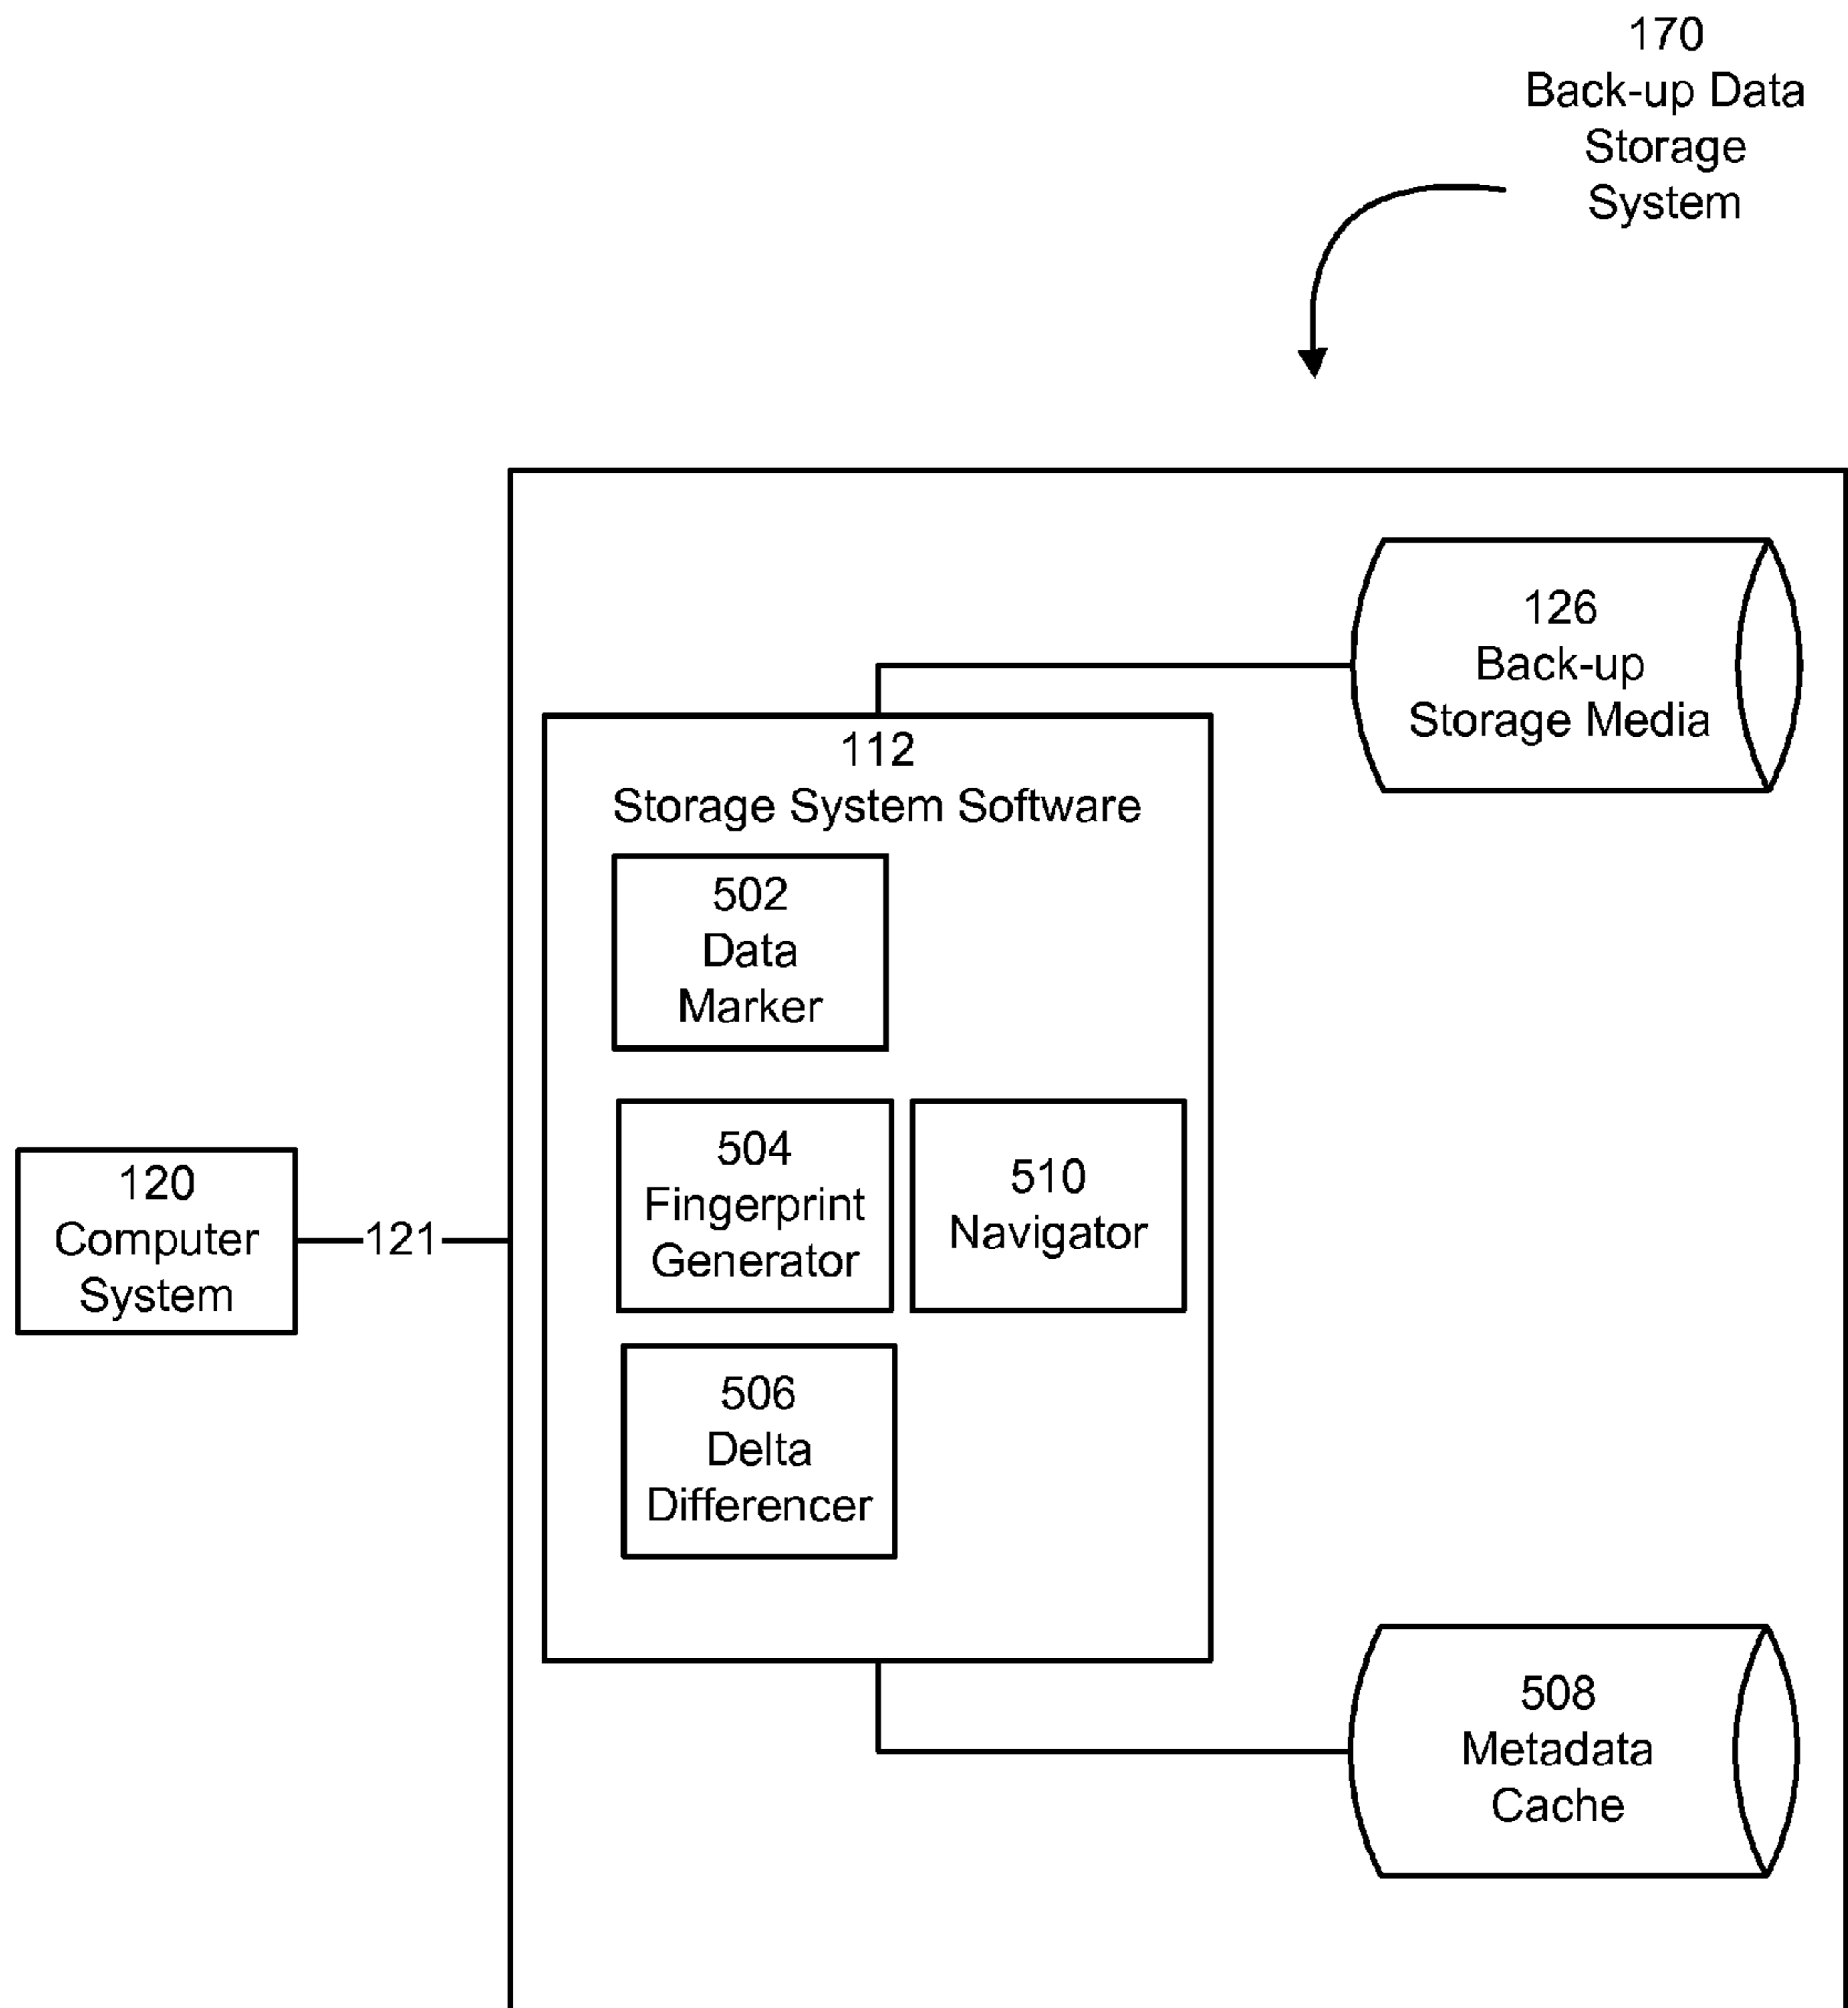 170
Back-up Data
Storage
System
126
Back-up
Storage Media
112
Storage System Software
502
Data
Marker
504
Fingerprint
Generator
510
Navigator
120
Computer
System
121
506
Delta
Differencer
508
Metadata
Cache